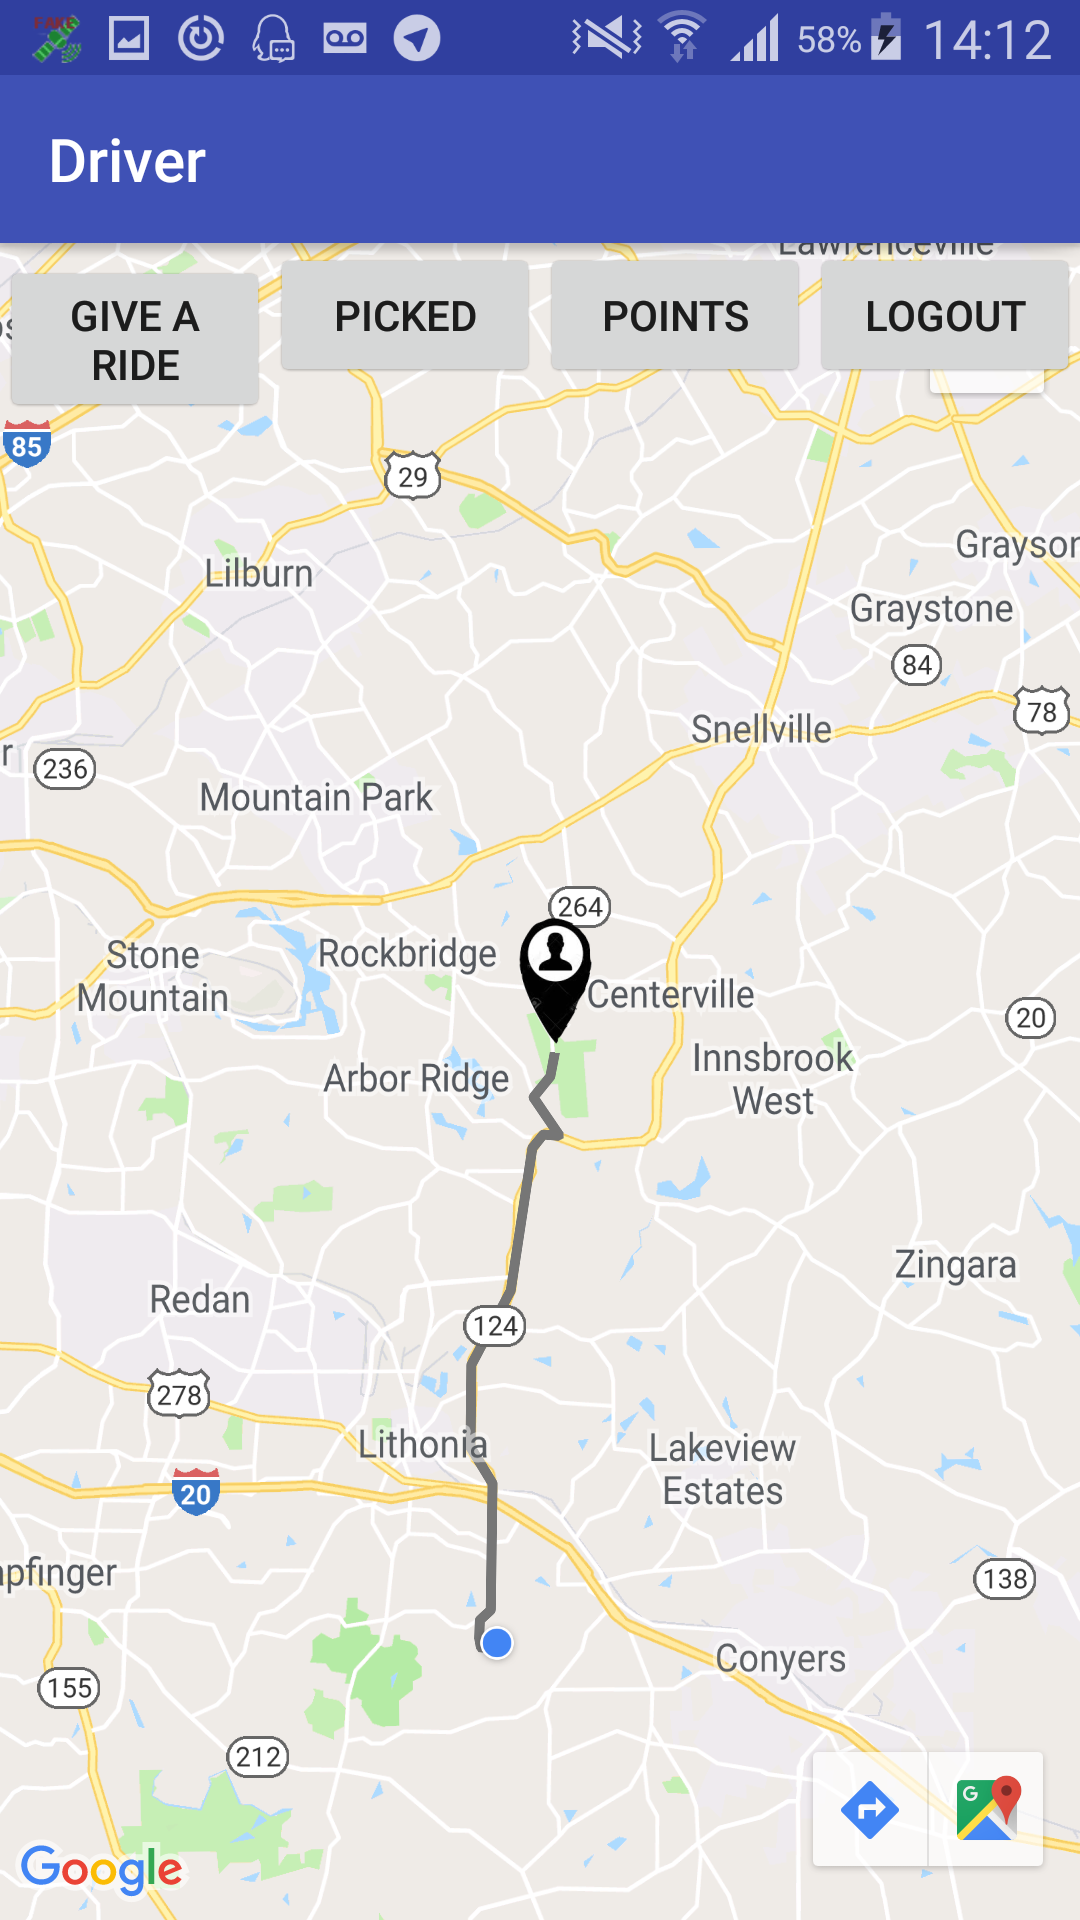 FAKE
58%
14:12
Driver
Lawrenceville
GIVE A
RIDE
PICKED
POINTS
LOGOUT
85
29
Lilburn
Grayson
Graystone
84
78
Snellville
236
Mountain Park
264
Stone
Mountain
Rockbridge
Centerville
20
Innsbrook
West
Arbor Ridge
Zingara
Redan
124
278
Lithonia
Lakeview
Estates
20
pfinger
138
Conyers
155
212
G
Google